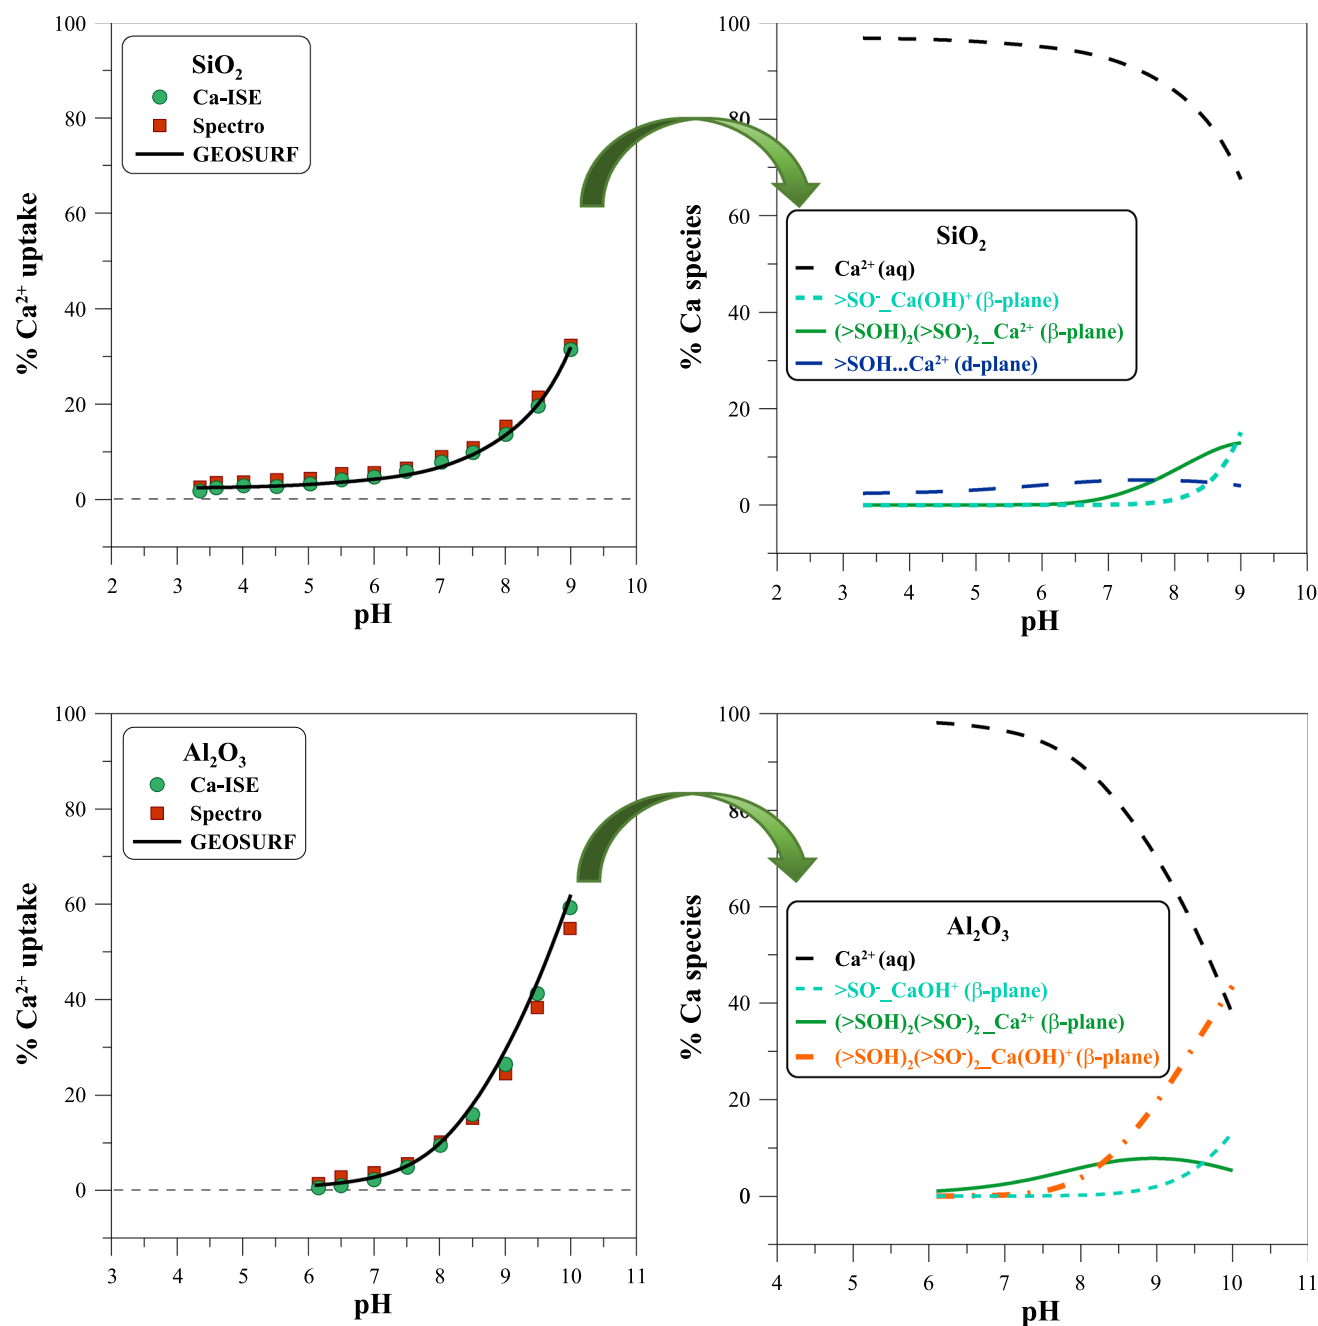 100
80
60
40
20
0
% Ca²⁺ uptake
SiO₂
Ca-ISE
Spectro
GEOSURF
2 3 4 5 6 7 8 9 10
pH
100
80
60
40
20
0
% Ca species
SiO₂
Ca²⁺ (aq)
>SO⁻_Ca(OH)⁺ (β-plane)
(>SOH)₂(>SO⁻)₂_Ca²⁺ (β-plane)
>SOH...Ca²⁺ (d-plane)
2 3 4 5 6 7 8 9 10
pH
100
80
60
40
20
0
% Ca²⁺ uptake
Al₂O₃
Ca-ISE
Spectro
GEOSURF
3 4 5 6 7 8 9 10 11
pH
100
80
60
40
20
0
% Ca species
Al₂O₃
Ca²⁺ (aq)
>SO⁻_CaOH⁺ (β-plane)
(>SOH)₂(>SO⁻)₂_Ca²⁺ (β-plane)
(>SOH)₂(>SO⁻)₂_Ca(OH)⁺ (β-plane)
4 5 6 7 8 9 10 11
pH